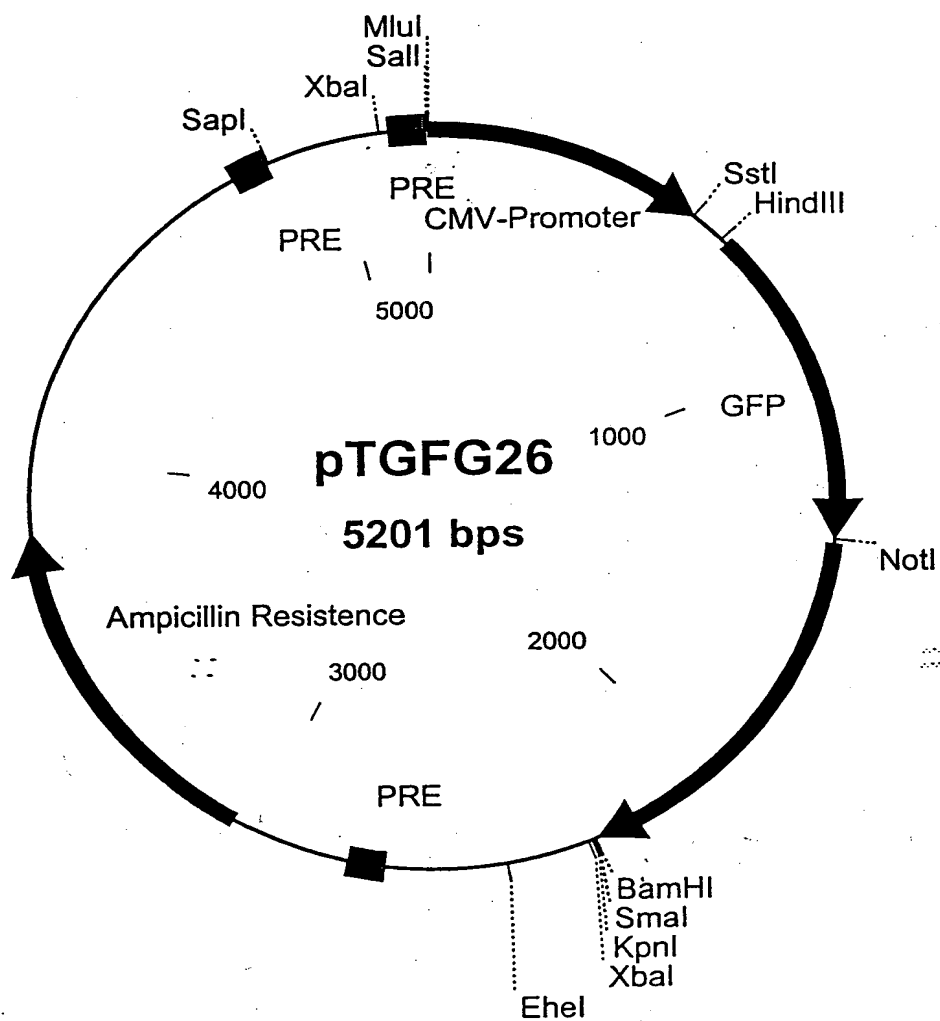 MluI
SalI
XbaI
SapI
SstI
HindIII
PRE
CMV-Promoter
PRE
5000
GFP
1000
pTGFG26
4000
5201 bps
NotI
Ampicillin Resistence
2000
3000
PRE
BamHI
SmaI
KpnI
XbaI
EheI